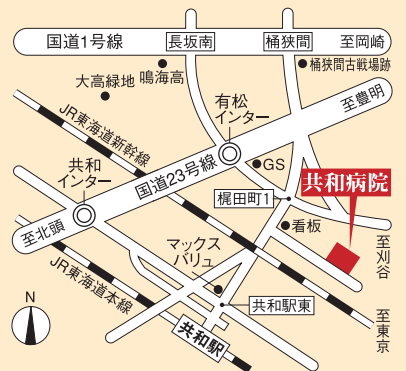 国道1号線
長坂南
桶狭間
至岡崎
大高緑地
鳴海高
桶狭間古戦場跡
有松
インター
至豊明
JR東海道新幹線
共和
インター
国道23号線
GS
共和病院
梶田町1
看板
至北頭
マックス
バリュ
至刈谷
JR東海道本線
共和駅東
共和駅
至東京
N